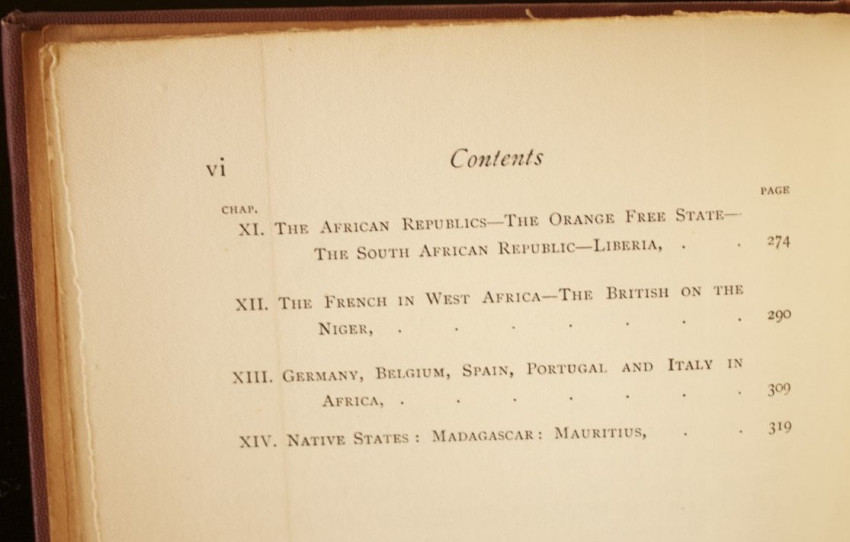 vi Contents
CHAP. PAGE
XI. THE AFRICAN REPUBLICS—THE ORANGE FREE STATE—
THE SOUTH AFRICAN REPUBLIC—LIBERIA, . . 274
XII. THE FRENCH IN WEST AFRICA—THE BRITISH ON THE
NIGER, . . . . . . 290
XIII. GERMANY, BELGIUM, SPAIN, PORTUGAL AND ITALY IN
AFRICA, . . . . . . 309
XIV. NATIVE STATES : MADAGASCAR : MAURITIUS, . . 319